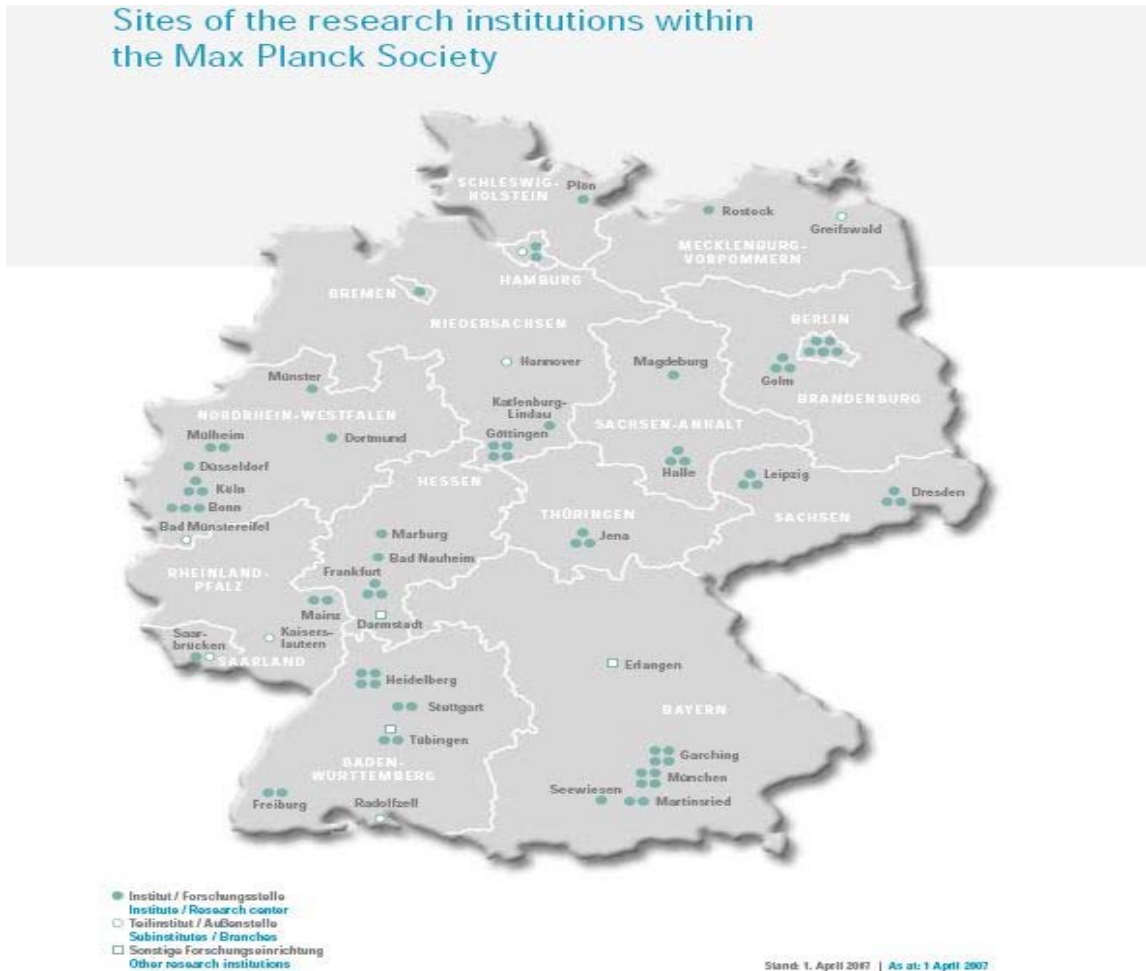 Sites of the research institutions within
the Max Planck Society
SCHLESWIG-
HOLSTEIN
Plön
Rostock
Greifswald
MECKLENBURG-
VORPOMMERN
HAMBURG
BREMEN
NIEDERSACHSEN
BERLIN
Hannover
Magdeburg
Golm
BRANDENBURG
Münster
Katlenburg-
Lindau
NORDRHEIN-WESTFALEN
SACHSEN-ANHALT
Mülheim
Dortmund
Göttingen
Düsseldorf
Halle
Leipzig
HESSEN
Köln
Dresden
Bonn
THÜRINGEN
SACHSEN
Bad Münstereifel
Marburg
Jena
Bad Nauheim
RHEINLAND-
PFALZ
Frankfurt
Mainz
Darmstadt
Saar-
brücken
Kaisers-
lautern
SAARLAND
Erlangen
Heidelberg
Stuttgart
BAYERN
Tübingen
Garching
BADEN-
WÜRTTEMBERG
München
Seewiesen
Martinsried
Freiburg
Radolfzell
Institut / Forschungsstelle
Institute / Research center
Teilinstitut / Außenstelle
Subinstitutes / Branches
Sonstige Forschungseinrichtung
Other research institutions
Stand: 1. April 2007 | As at: 1 April 2007